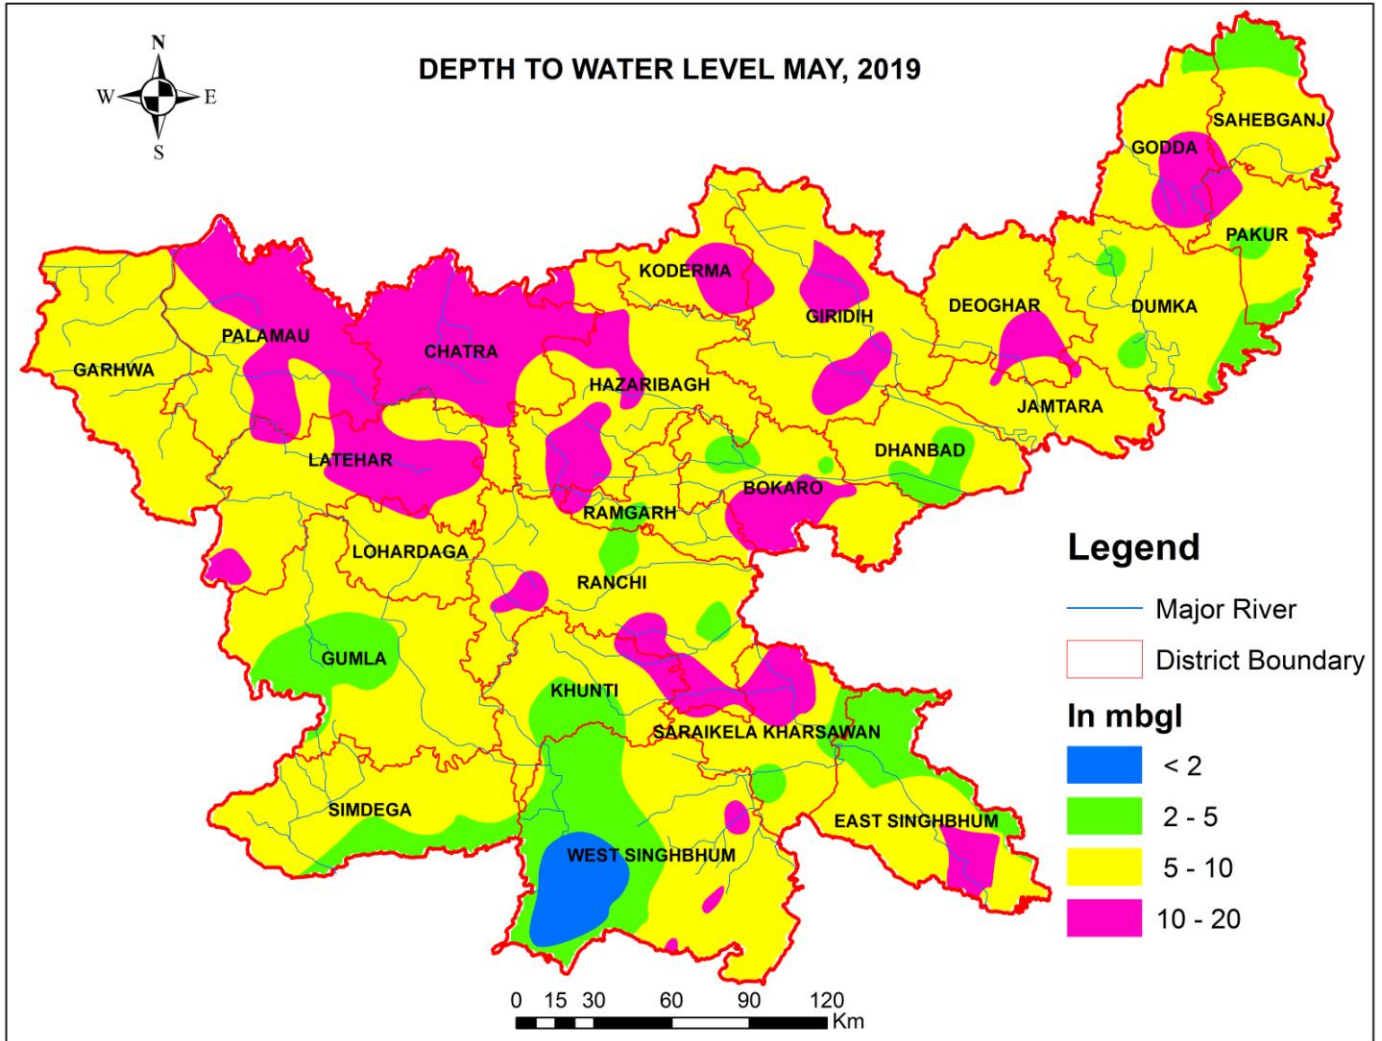 DEPTH TO WATER LEVEL MAY, 2019
N
W
E
S
SAHEBGANJ
GODDA
PAKUR
KODERMA
DEOGHAR
DUMKA
GIRIDIH
PALAMAU
CHATRA
GARHWA
HAZARIBAGH
JAMTARA
DHANBAD
LATEHAR
BOKARO
RAMGARH
LOHARDAGA
RANCHI
GUMLA
KHUNTI
SARAIKELA KHARSAWAN
SIMDEGA
EAST SINGHBHUM
WEST SINGHBHUM
Legend
Major River
District Boundary
In mbgl
< 2
2 - 5
5 - 10
10 - 20
0 15 30 60 90 120
Km